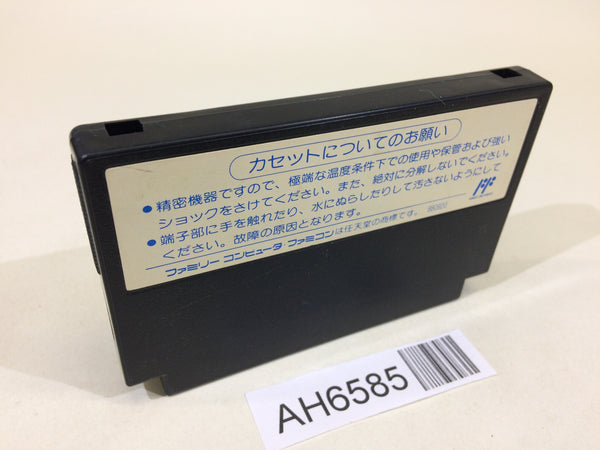 カセットについてのお願い
●精密機器ですので、極端な温度条件下での使用や保管および強い
ショックをさけてください。また、絶対に分解しないでください。
●端子部に手を触れたり、水にぬらしたりして汚さないようにして
ください。故障の原因となります。
ファミリー コンピュータ・ファミコンは任天堂の商標です。
AH6585